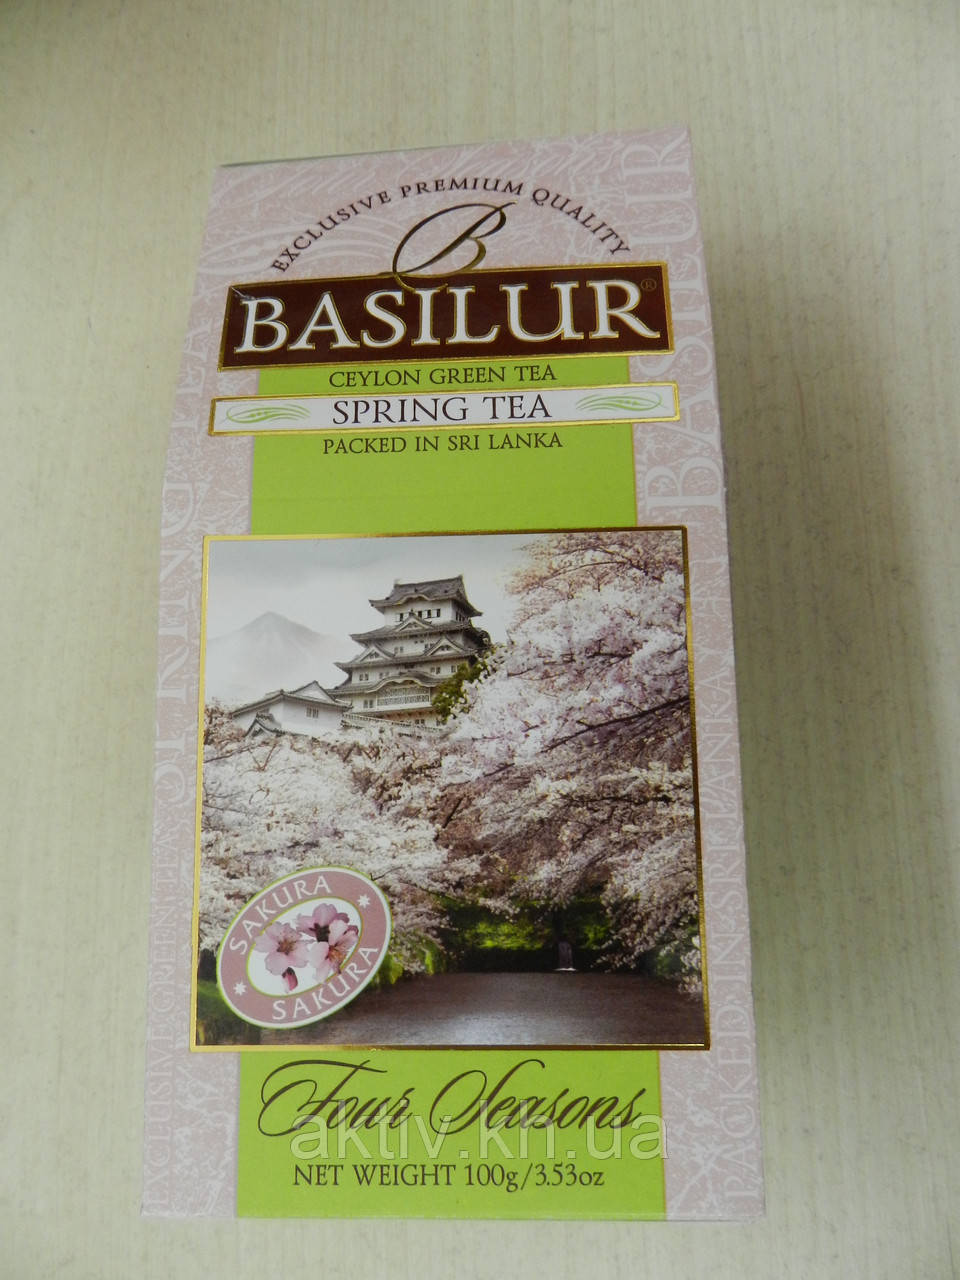 EXCLUSIVE PREMIUM QUALITY
B
BASILUR®
CEYLON GREEN TEA
SPRING TEA
PACKED IN SRI LANKA
SAKURA
SAKURA
Four Seasons
aktiv.kh.ua
NET WEIGHT 100g/3.53oz